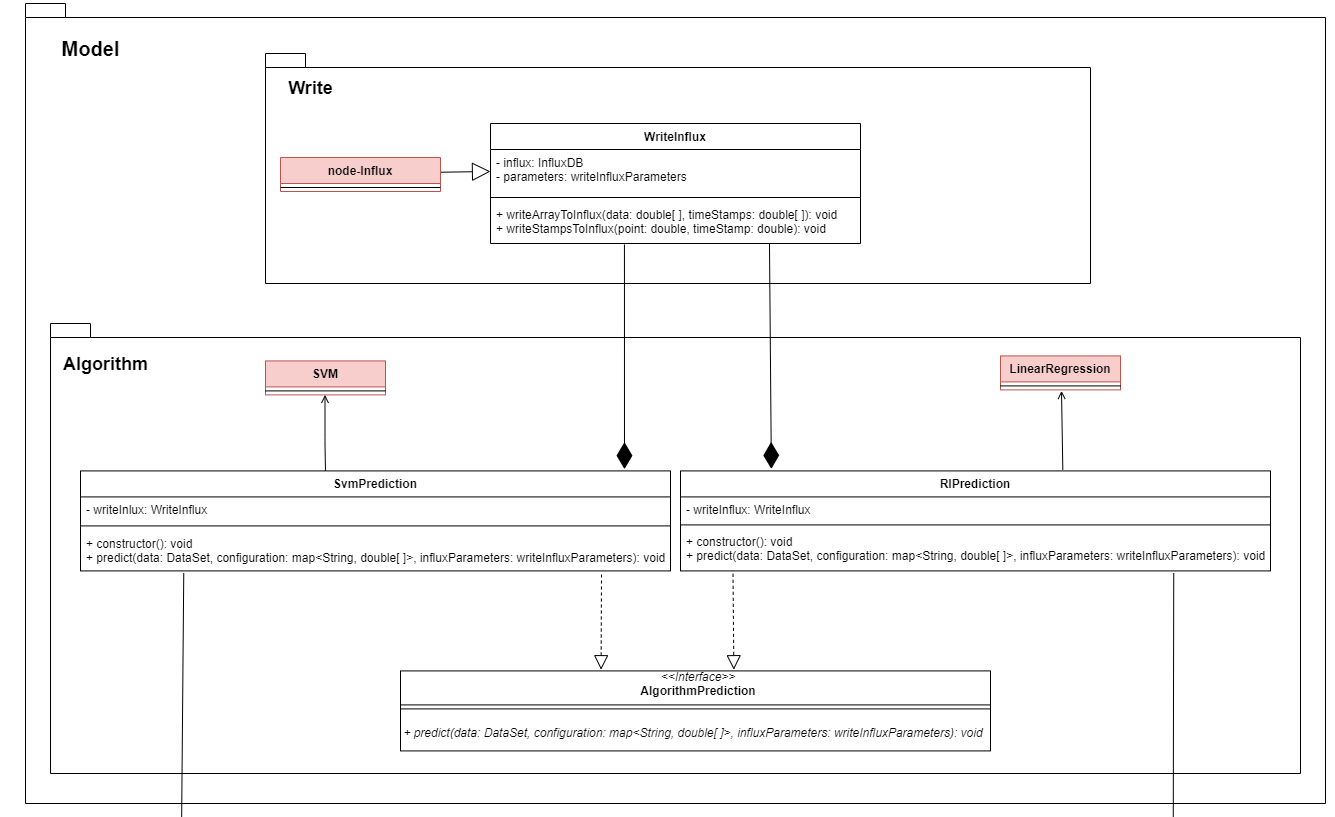 Model
Write
WriteInflux
node-Influx
- influx: InfluxDB
- parameters: writeInfluxParameters
+ writeArrayToInflux(data: double[ ], timeStamps: double[ ]): void
+ writeStampsToInflux(point: double, timeStamp: double): void
Algorithm
SVM
LinearRegression
SvmPrediction
- writeInlux: WriteInflux
+ constructor(): void
+ predict(data: DataSet, configuration: map<String, double[ ]>, influxParameters: writeInfluxParameters): void
RlPrediction
- writeInflux: WriteInflux
+ constructor(): void
+ predict(data: DataSet, configuration: map<String, double[ ]>, influxParameters: writeInfluxParameters): void
<<Interface>>
AlgorithmPrediction
+ predict(data: DataSet, configuration: map<String, double[ ]>, influxParameters: writeInfluxParameters): void